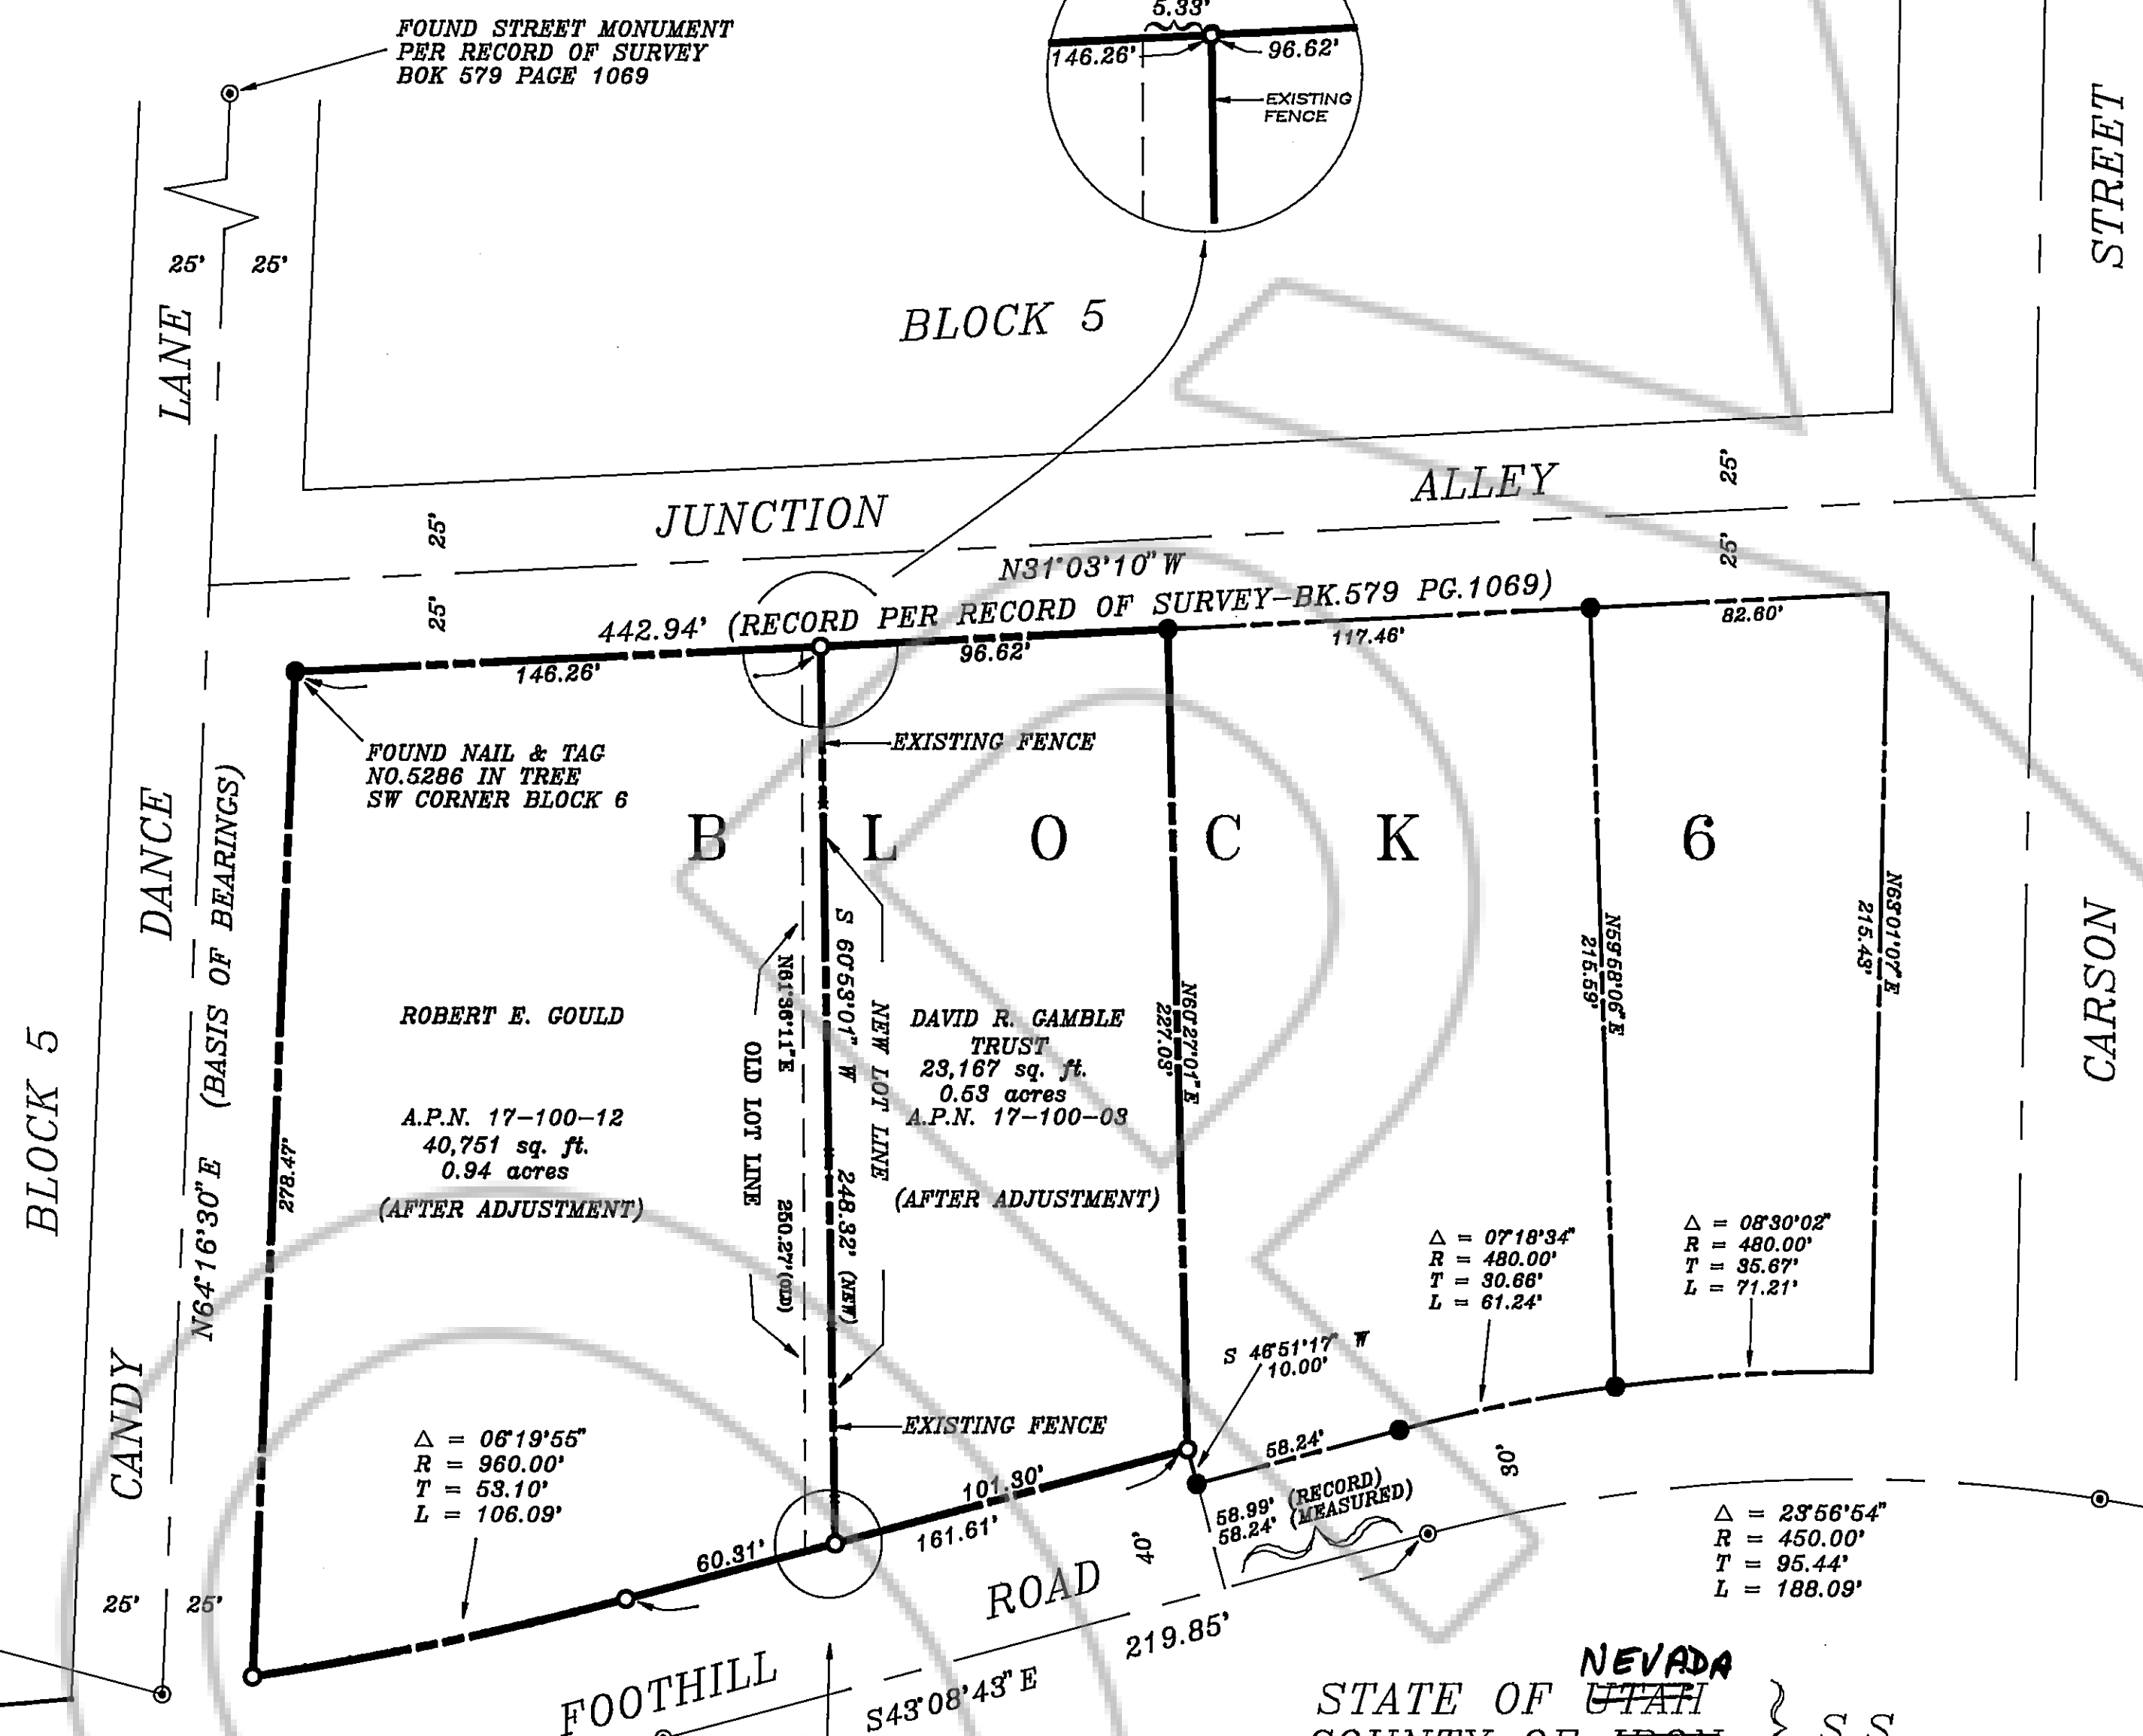 FOUND STREET MONUMENT
PER RECORD OF SURVEY
BOK 579 PAGE 1069
5.33'
146.26'
96.62'
EXISTING
FENCE
25'
25'
LANE
BLOCK 5
STREET
JUNCTION
ALLEY
25'
25'
25'
25'
N31°03'10" W
442.94' (RECORD PER RECORD OF SURVEY-BK.579 PG.1069)
146.26'
96.62'
117.46'
82.60'
FOUND NAIL & TAG
NO.5286 IN TREE
SW CORNER BLOCK 6
EXISTING FENCE
B L O C K 6
DANCE
(BASIS OF BEARINGS)
N64°16'30" E
BLOCK 5
CANDY
278.47'
ROBERT E. GOULD
A.P.N. 17-100-12
40,751 sq. ft.
0.94 acres
(AFTER ADJUSTMENT)
N61°36'11" E
OLD LOT LINE
250.27' (OLD)
S 60°53'01" W
248.32' (NEW)
NEW LOT LINE
DAVID R. GAMBLE
TRUST
23,167 sq. ft.
0.53 acres
A.P.N. 17-100-03
(AFTER ADJUSTMENT)
N60°27'01" E
227.03'
N59°58'06" E
215.59'
N63°01'07" E
215.43'
CARSON
Δ = 07°18'34"
R = 480.00'
T = 30.66'
L = 61.24'
Δ = 08°30'02"
R = 480.00'
T = 35.67'
L = 71.21'
S 46°51'17" W
10.00'
EXISTING FENCE
Δ = 06°19'55"
R = 960.00'
T = 53.10'
L = 106.09'
58.24'
30'
101.30'
161.61'
60.31'
58.99' (RECORD)
58.24' (MEASURED)
40'
Δ = 23°56'54"
R = 450.00'
T = 95.44'
L = 188.09'
25'
25'
FOOTHILL
ROAD
219.85'
S43°08'43" E
NEVADA
STATE OF UTAH } S.S.
COUNTY OF IRON